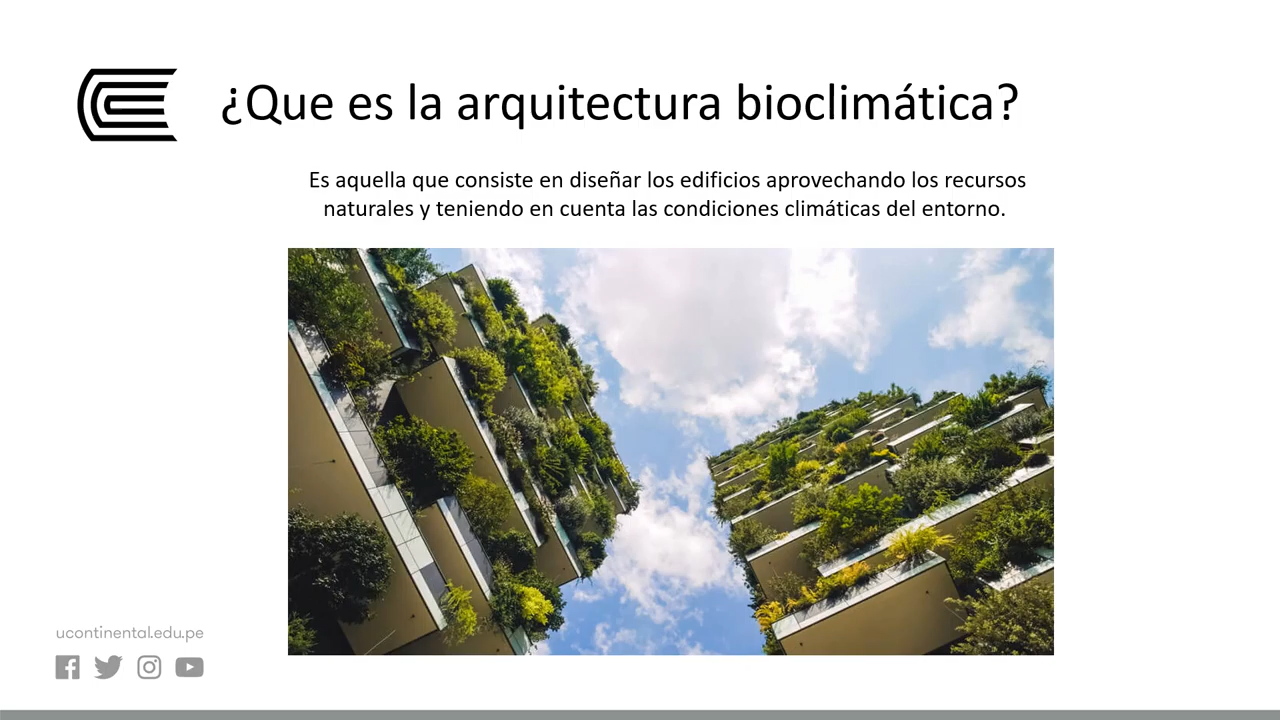 ¿Que es la arquitectura bioclimática?
Es aquella que consiste en diseñar los edificios aprovechando los recursos
naturales y teniendo en cuenta las condiciones climáticas del entorno.
ucontinental.edu.pe